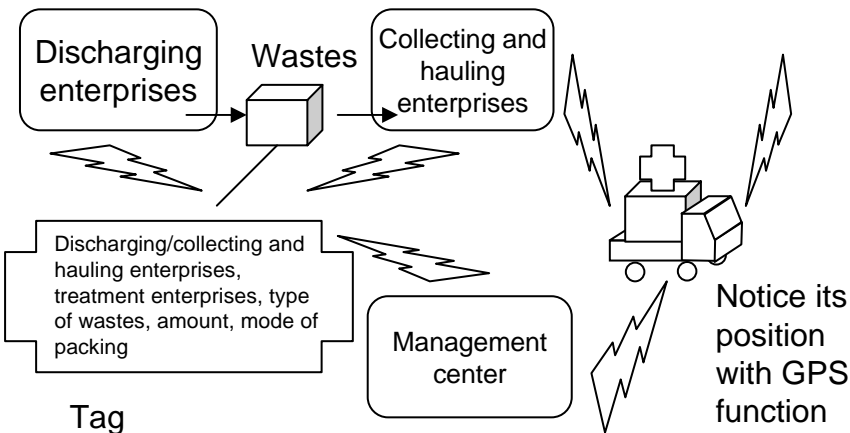 Discharging
enterprises
Wastes
Collecting and
hauling
enterprises
Discharging/collecting and
hauling enterprises,
treatment enterprises, type
of wastes, amount, mode of
packing
Tag
Management
center
Notice its
position
with GPS
function